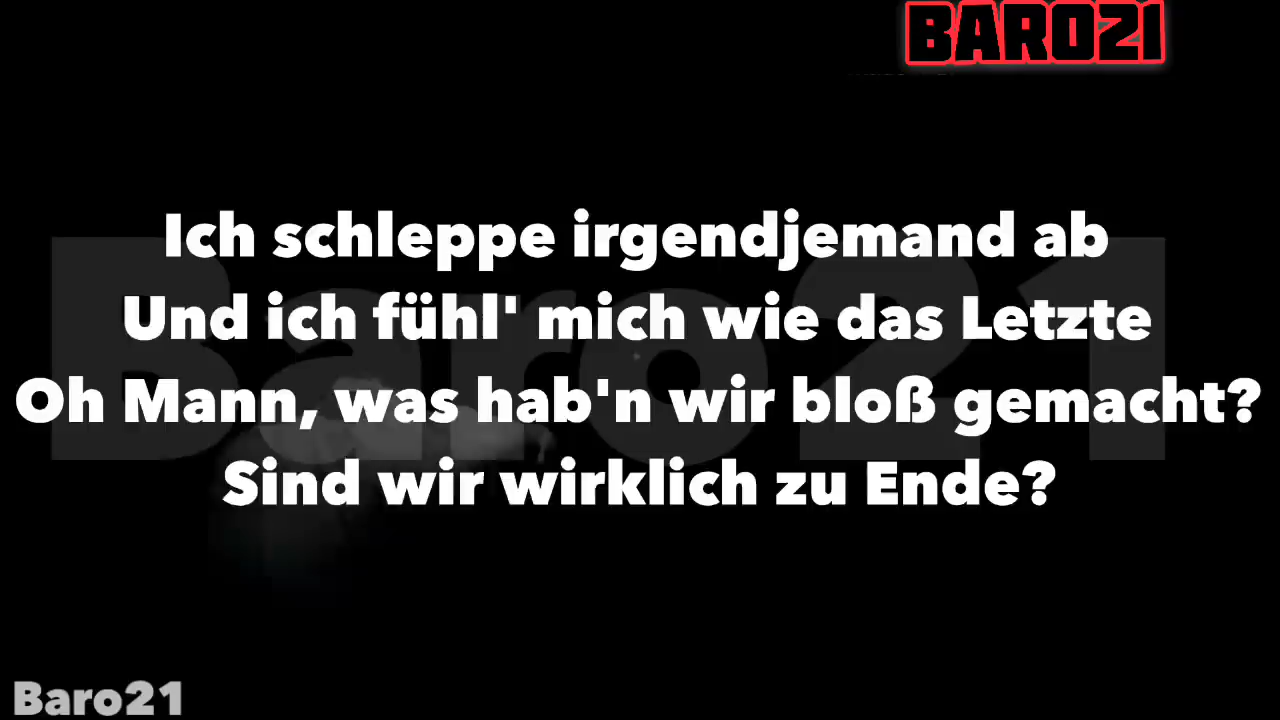 BARO21
Ich schleppe irgendjemand ab
Und ich fühl' mich wie das Letzte
Oh Mann, was hab'n wir bloß gemacht?
Sind wir wirklich zu Ende?
Baro21
Baro21